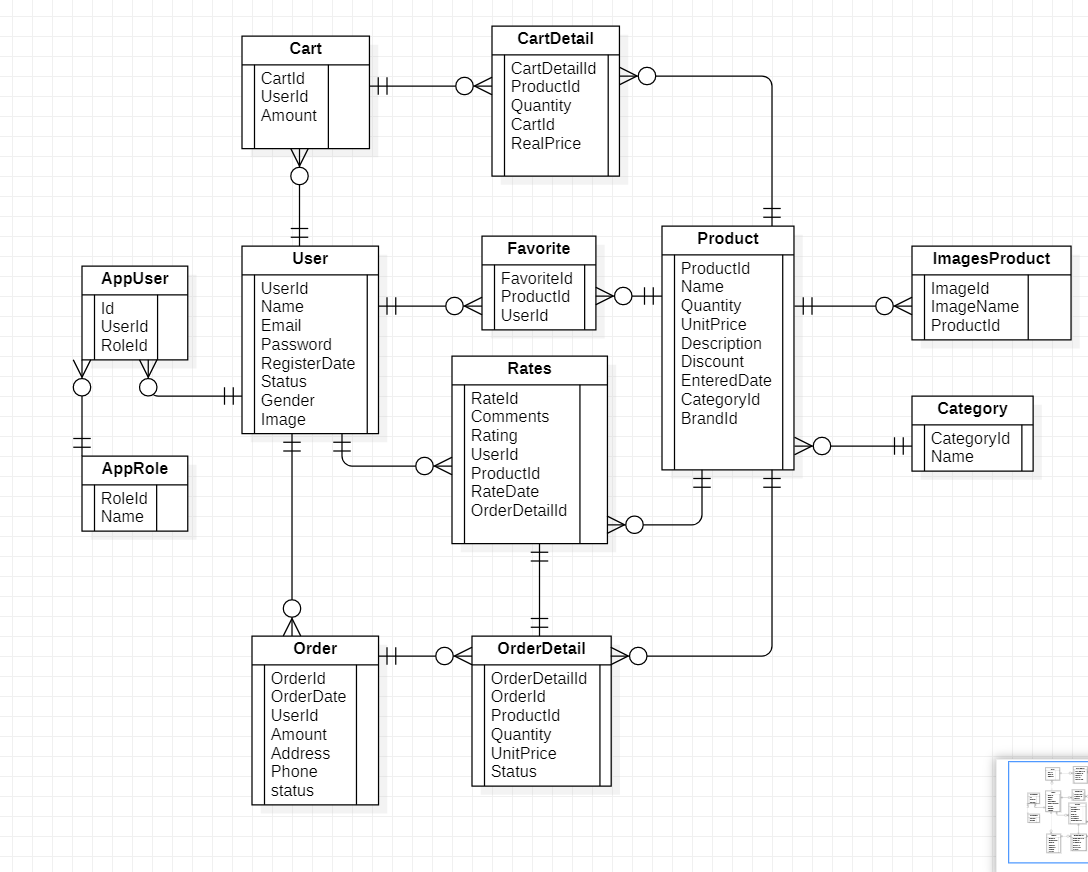 Cart
CartId
UserId
Amount
CartDetail
CartDetailId
ProductId
Quantity
CartId
RealPrice
AppUser
Id
UserId
RoleId
User
UserId
Name
Email
Password
RegisterDate
Status
Gender
Image
Favorite
FavoriteId
ProductId
UserId
Product
ProductId
Name
Quantity
UnitPrice
Description
Discount
EnteredDate
CategoryId
BrandId
ImagesProduct
ImageId
ImageName
ProductId
Rates
RateId
Comments
Rating
UserId
ProductId
RateDate
OrderDetailId
Category
CategoryId
Name
AppRole
RoleId
Name
Order
OrderId
OrderDate
UserId
Amount
Address
Phone
status
OrderDetail
OrderDetailId
OrderId
ProductId
Quantity
UnitPrice
Status